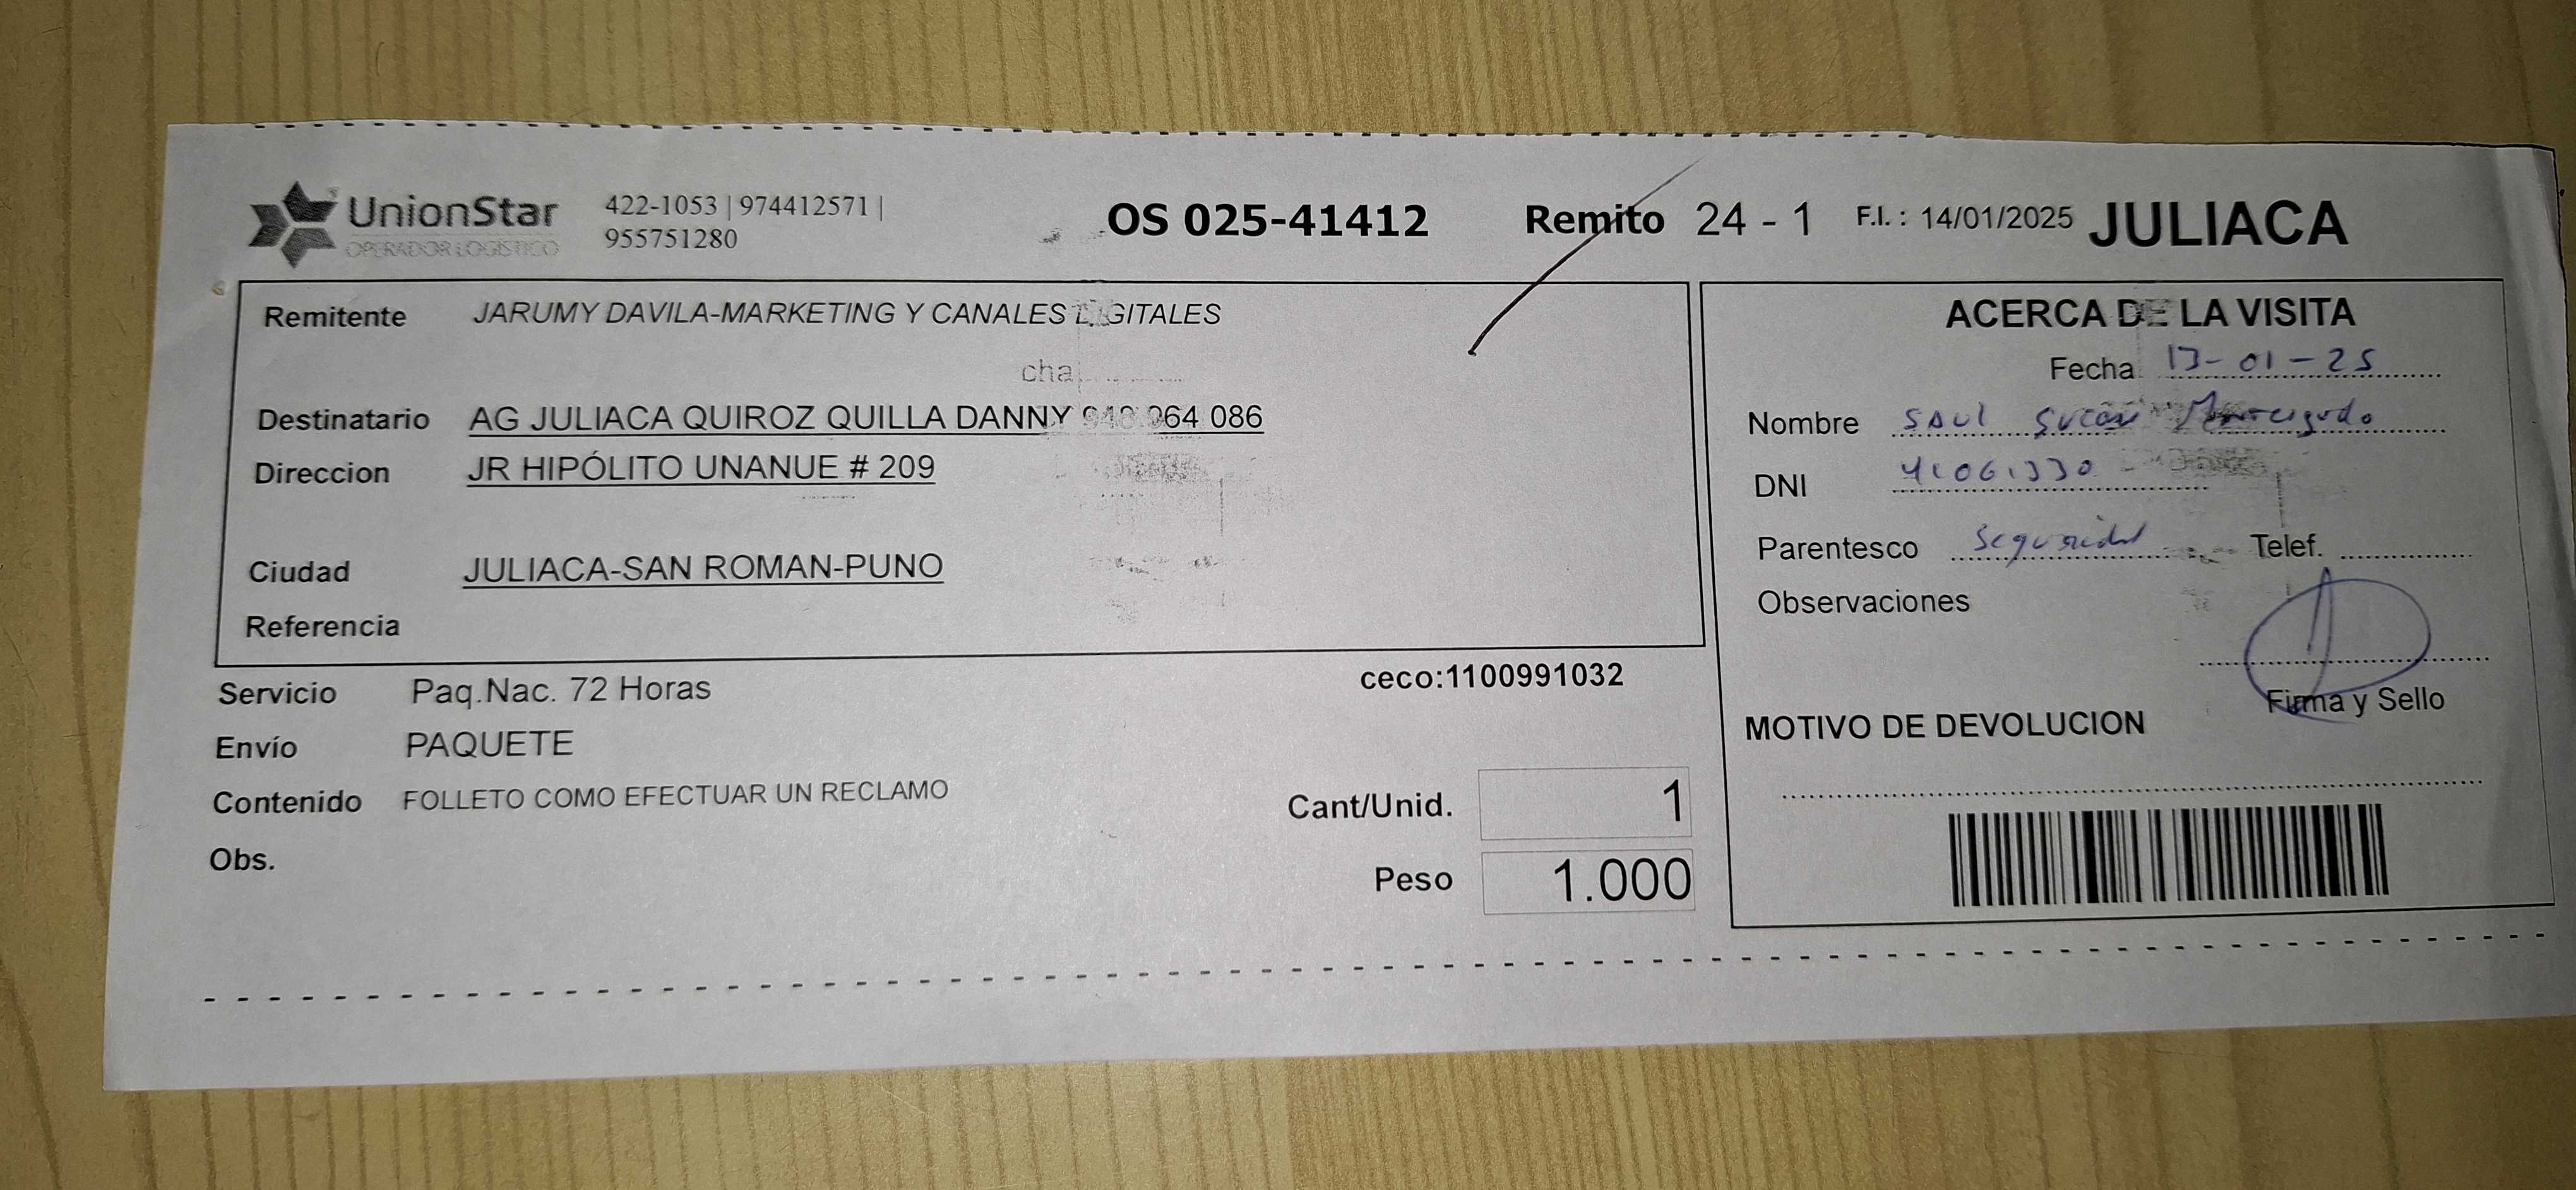 UnionStar
OPERADOR LOGISTICO
422-1053 | 974412571 |
955751280
OS 025-41412 Remito 24 - 1 F.I. : 14/01/2025 JULIACA
Remitente JARUMY DAVILA-MARKETING Y CANALES DIGITALES
cha
Destinatario AG JULIACA QUIROZ QUILLA DANNY 064 086
Direccion JR HIPÓLITO UNANUE # 209
Ciudad JULIACA-SAN ROMAN-PUNO
Referencia
Servicio Paq.Nac. 72 Horas
ceco:1100991032
Envío PAQUETE
Contenido FOLLETO COMO EFECTUAR UN RECLAMO
Obs.
Cant/Unid. 1
Peso 1.000
ACERCA DE LA VISITA
Fecha
Nombre SAUL
DNI
Parentesco Seguridad Telef.
Observaciones
Firma y Sello
MOTIVO DE DEVOLUCION